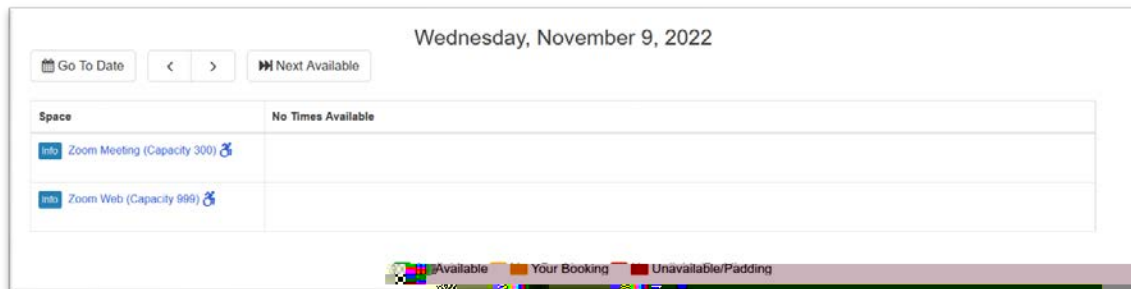 Wednesday, November 9, 2022
Go To Date < > Next Available
Space No Times Available
Info Zoom Meeting (Capacity 300)
Info Zoom Web (Capacity 999)
Available Your Booking Unavailable/Padding